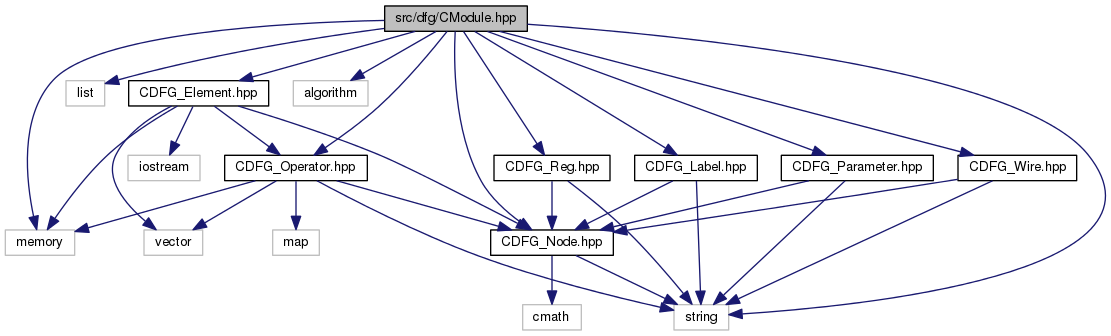 src/dfg/CModule.hpp
list
CDFG_Element.hpp
algorithm
iostream
CDFG_Operator.hpp
CDFG_Reg.hpp
CDFG_Label.hpp
CDFG_Parameter.hpp
CDFG_Wire.hpp
memory
vector
map
CDFG_Node.hpp
cmath
string